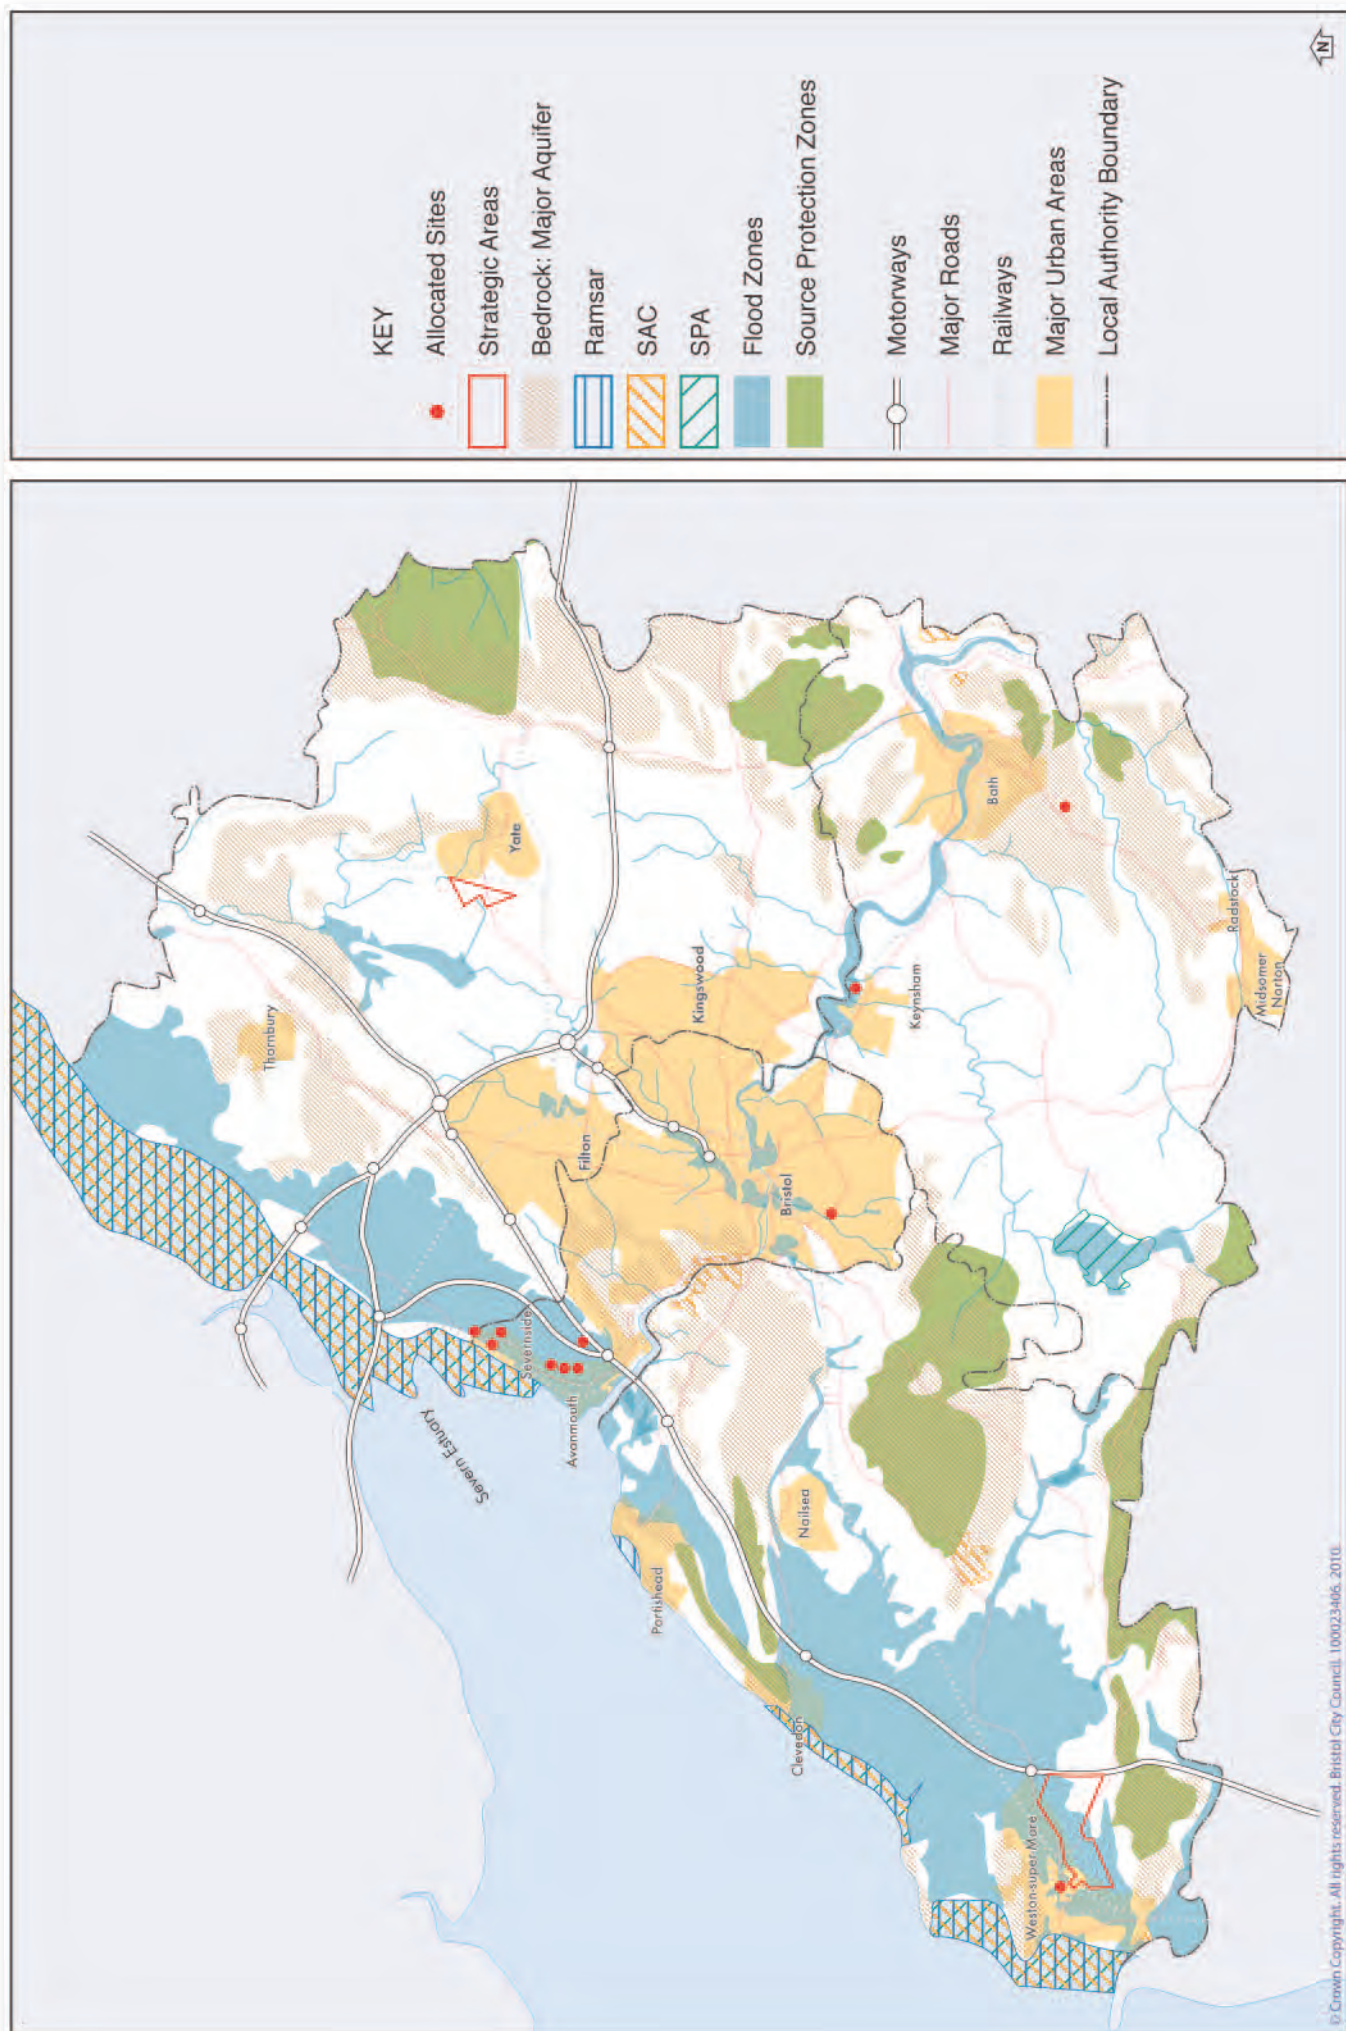 N
KEY
Allocated Sites
Strategic Areas
Bedrock: Major Aquifer
Ramsar
SAC
SPA
Flood Zones
Source Protection Zones
Motorways
Major Roads
Railways
Major Urban Areas
Local Authority Boundary
Thornbury
Yate
Severn Estuary
Severnside
Avonmouth
Filton
Kingswood
Portishead
Bristol
Nailsea
Clevedon
Keynsham
Bath
Weston-super Mare
Radstock
Midsomer
Norton
© Crown Copyright. All rights reserved. Bristol City Council. 100023406. 2010.